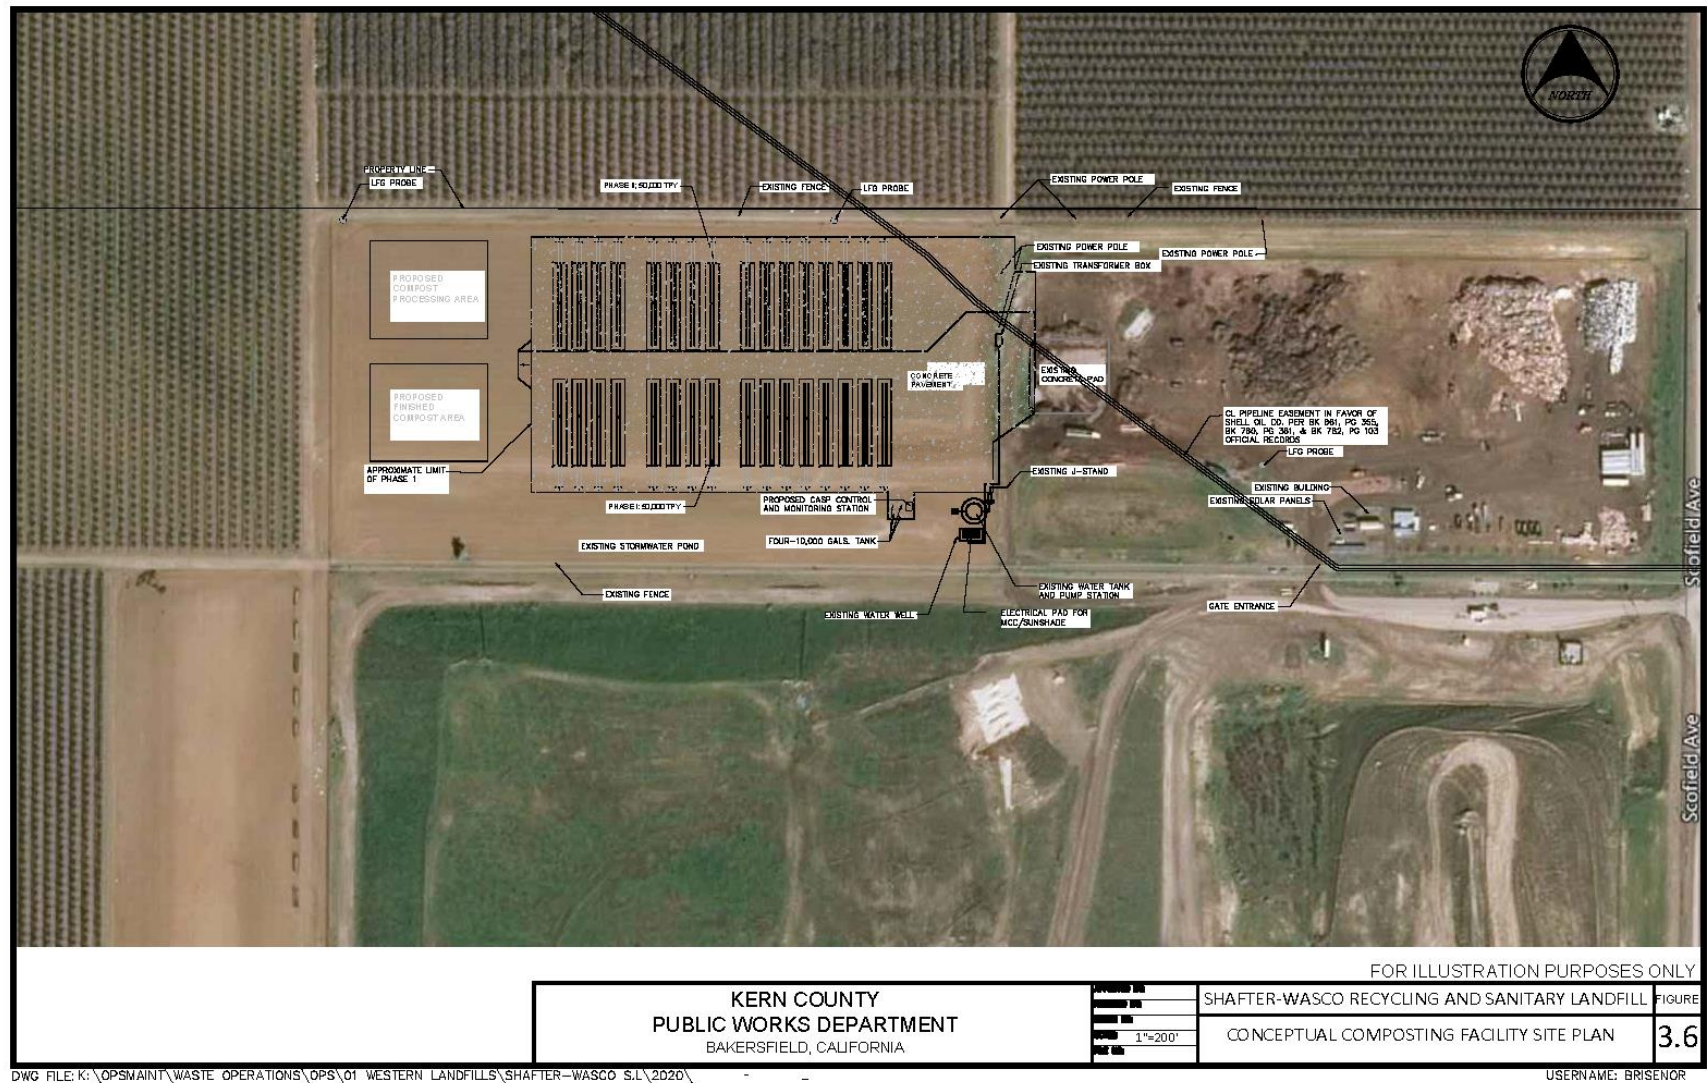 NORTH
PROPERTY LINE
LFG PROBE
PHASE II: 50,000 TPY
EXISTING FENCE
LFG PROBE
EXISTING POWER POLE
EXISTING FENCE
EXISTING POWER POLE
EXISTING POWER POLE
EXISTING TRANSFORMER BOX
PROPOSED
COMPOST
PROCESSING AREA
PROPOSED
FINISHED
COMPOST AREA
CONCRETE
PAVEMENT
EXISTING
CONCRETE PAD
CL PIPELINE EASEMENT IN FAVOR OF
SHELL OIL CO. PER BK 861, PG 355,
BK 780, PG 381, & BK 782, PG 103
OFFICIAL RECORDS
LFG PROBE
APPROXIMATE LIMIT
OF PHASE 1
EXISTING J-STAND
EXISTING BUILDING
EXISTING SOLAR PANELS
PHASE I: 50,000 TPY
PROPOSED CASP CONTROL
AND MONITORING STATION
FOUR-10,000 GALS. TANK
EXISTING STORMWATER POND
EXISTING FENCE
EXISTING WATER TANK
AND PUMP STATION
EXISTING WATER WELL
ELECTRICAL PAD FOR
MCC/SUNSHADE
GATE ENTRANCE
Scofield Ave
Scofield Ave
FOR ILLUSTRATION PURPOSES ONLY
KERN COUNTY
PUBLIC WORKS DEPARTMENT
BAKERSFIELD, CALIFORNIA
1"=200'
SHAFTER-WASCO RECYCLING AND SANITARY LANDFILL
CONCEPTUAL COMPOSTING FACILITY SITE PLAN
FIGURE
3.6
DWG FILE: K:\OPSMAINT\WASTE OPERATIONS\OPS\01 WESTERN LANDFILLS\SHAFTER-WASCO S.L\2020\
USERNAME: BRISENOR